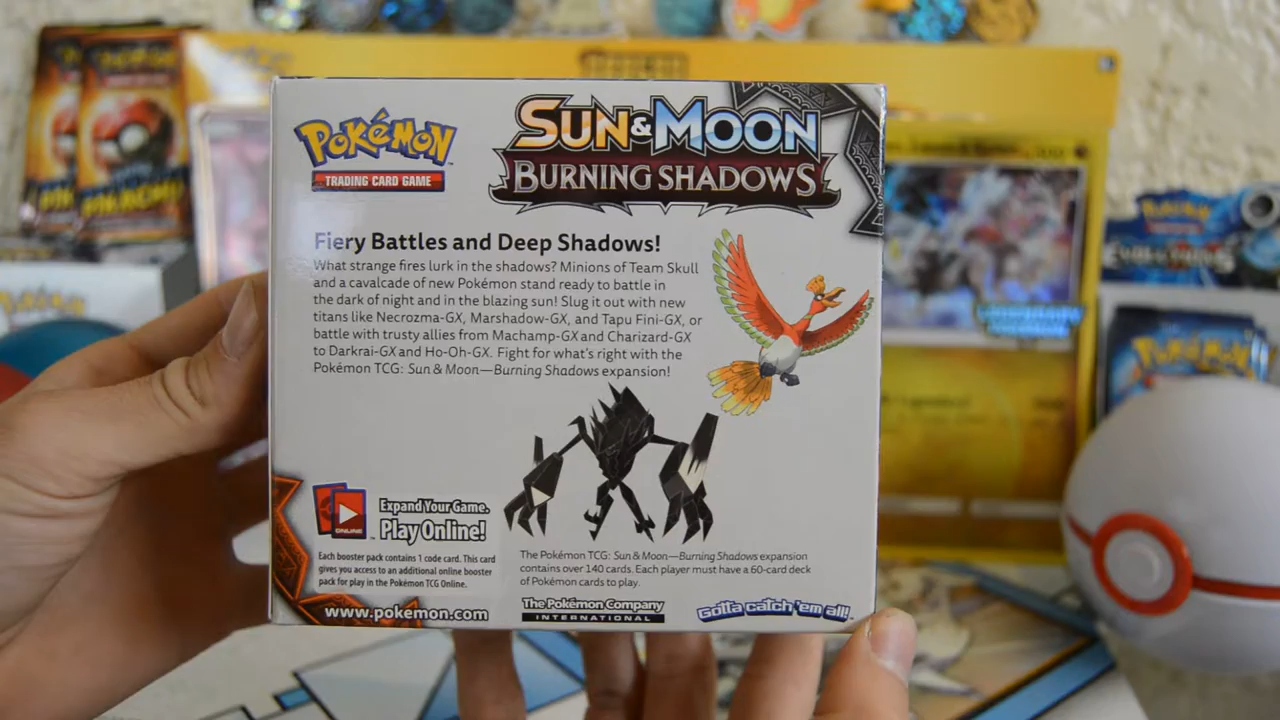 POKéMON
TRADING CARD GAME
SUN & MOON
BURNING SHADOWS
Fiery Battles and Deep Shadows!
What strange fires lurk in the shadows? Minions of Team Skull
and a cavalcade of new Pokémon stand ready to battle in
the dark of night and in the blazing sun! Slug it out with new
titans like Necrozma-GX, Marshadow-GX, and Tapu Fini-GX, or
battle with trusty allies from Machamp-GX and Charizard-GX
to Darkrai-GX and Ho-Oh-GX. Fight for what's right with the
Pokémon TCG: Sun & Moon—Burning Shadows expansion!
ONLINE
Expand Your Game.
Play Online!
Each booster pack contains 1 code card. This card
gives you access to an additional online booster
pack for play in the Pokémon TCG Online.
www.pokemon.com
The Pokémon TCG: Sun & Moon—Burning Shadows expansion
contains over 140 cards. Each player must have a 60-card deck
of Pokémon cards to play.
The Pokémon Company
INTERNATIONAL
Gotta catch 'em all!
POKéMON
EVOLUTIONS
POKéMON